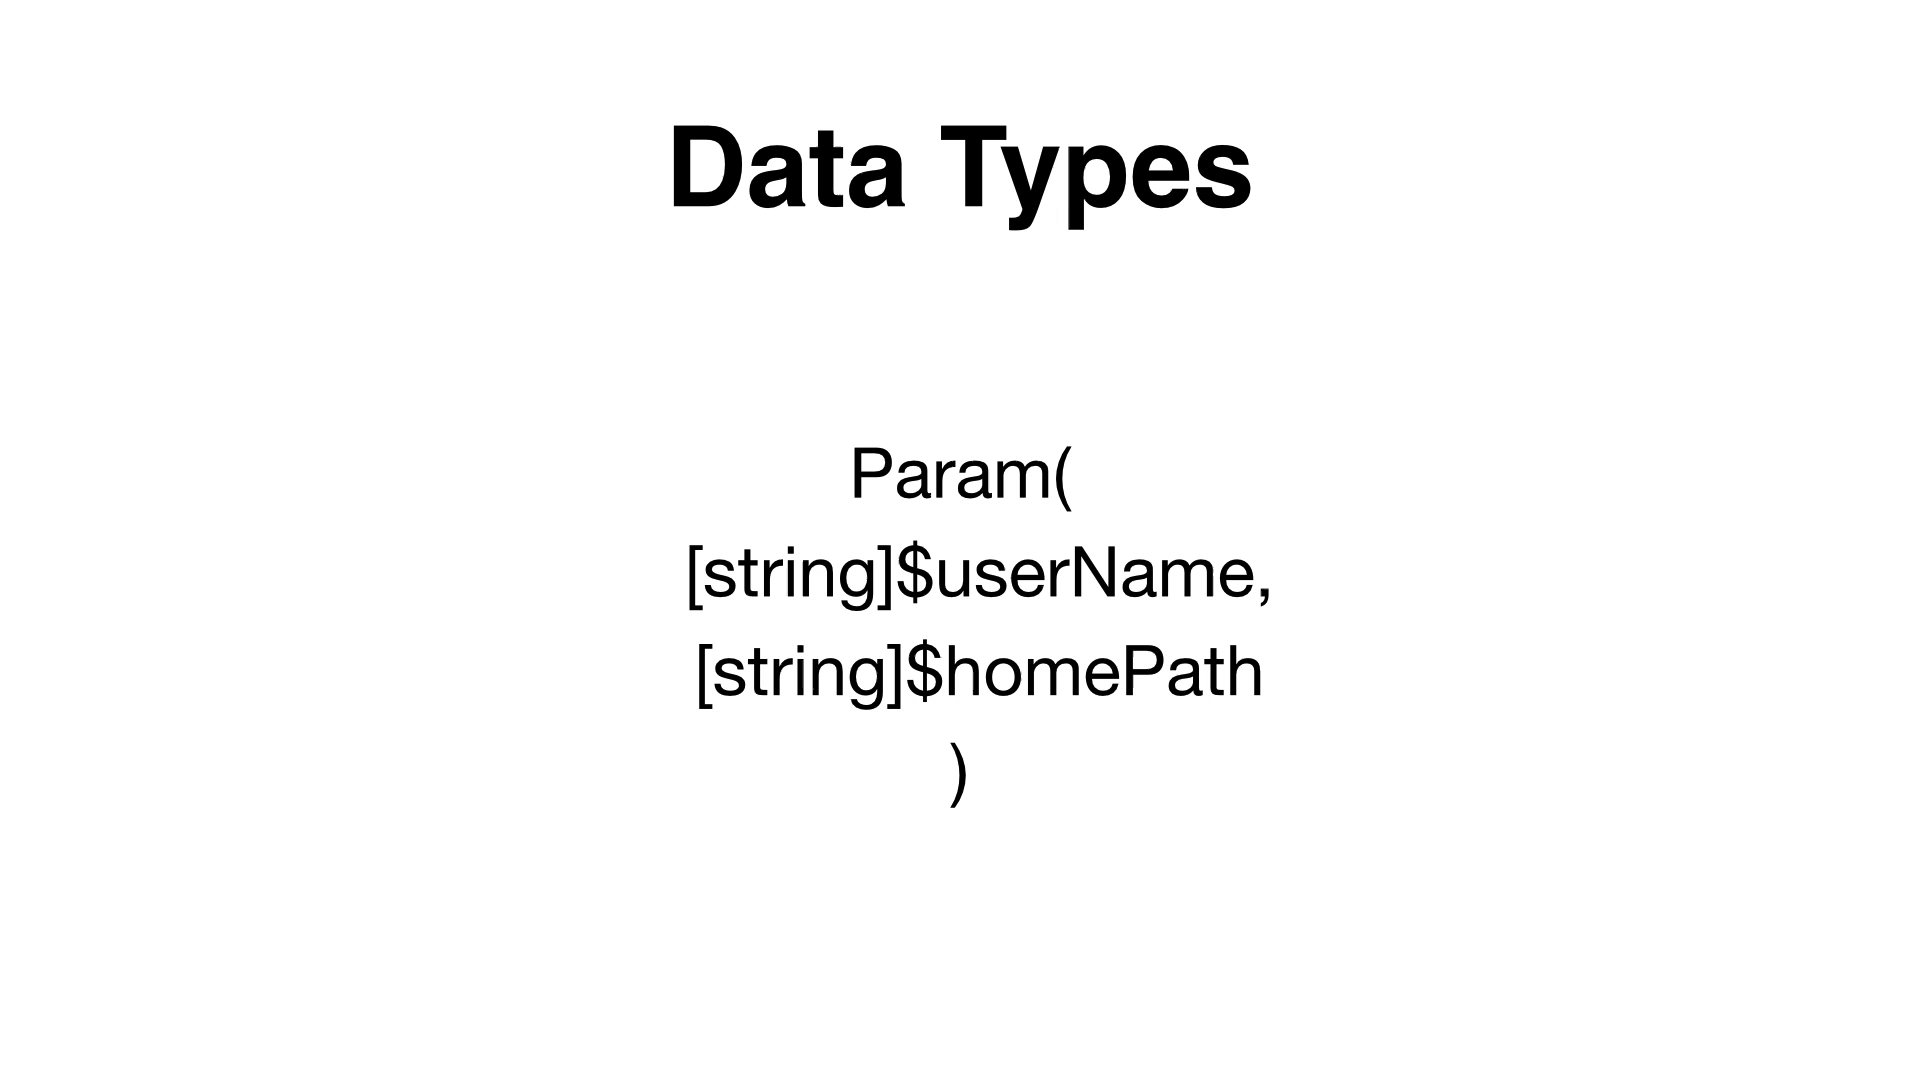 Data Types
Param(
[string]$userName,
[string]$homePath
)